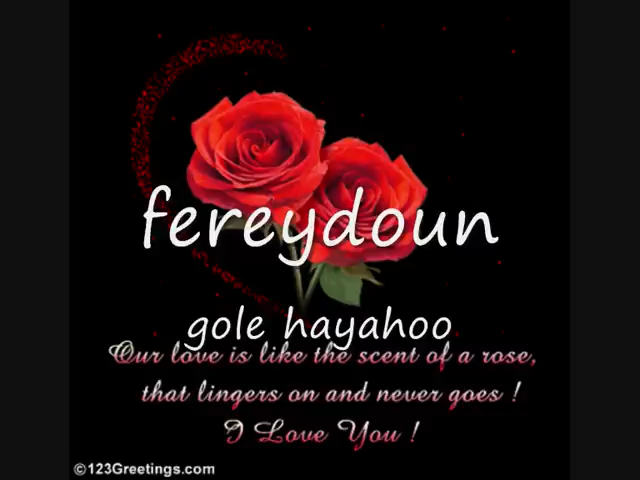 fereydoun
gole hayahoo
Our love is like the scent of a rose,
that lingers on and never goes !
I Love You !
©123Greetings.com